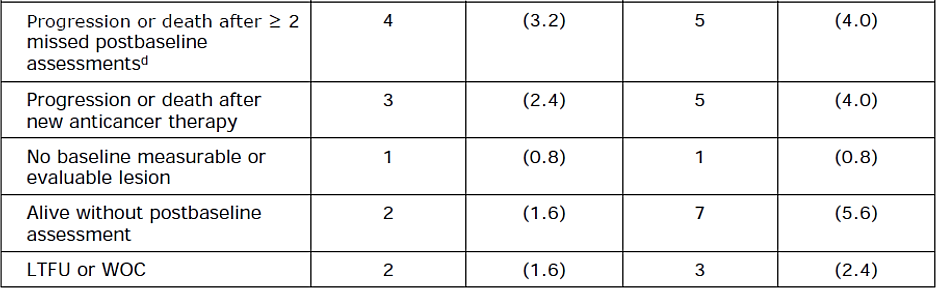 Progression or death after ≥ 2 4 (3.2) 5 (4.0)
missed postbaseline
assessmentsᵈ
Progression or death after 3 (2.4) 5 (4.0)
new anticancer therapy
No baseline measurable or 1 (0.8) 1 (0.8)
evaluable lesion
Alive without postbaseline 2 (1.6) 7 (5.6)
assessment
LTFU or WOC 2 (1.6) 3 (2.4)